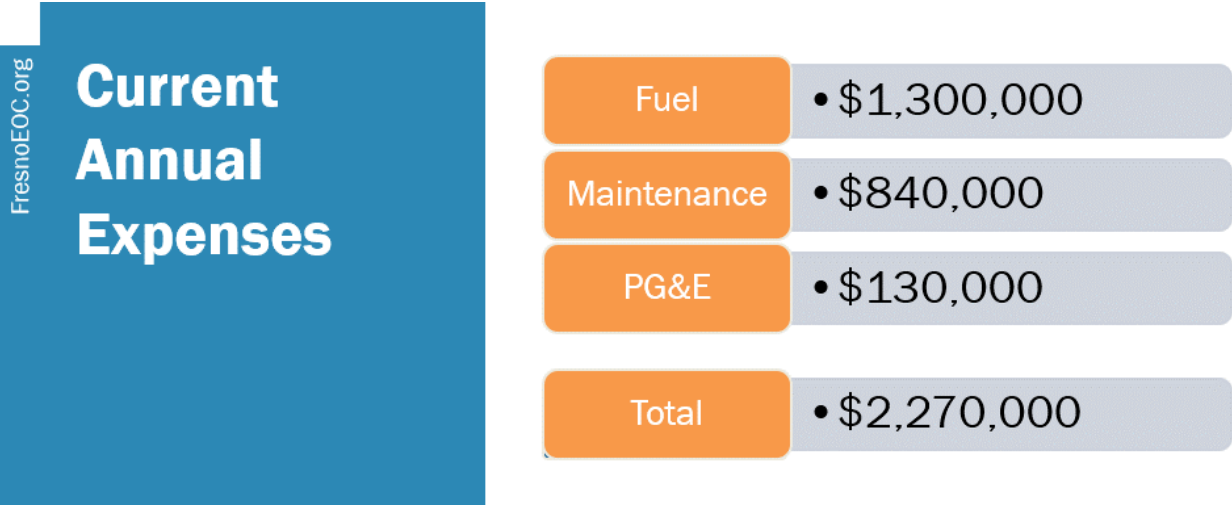 FresnoEOC.org
Current
Annual
Expenses
Fuel
• $1,300,000
Maintenance
• $840,000
PG&E
• $130,000
Total
• $2,270,000